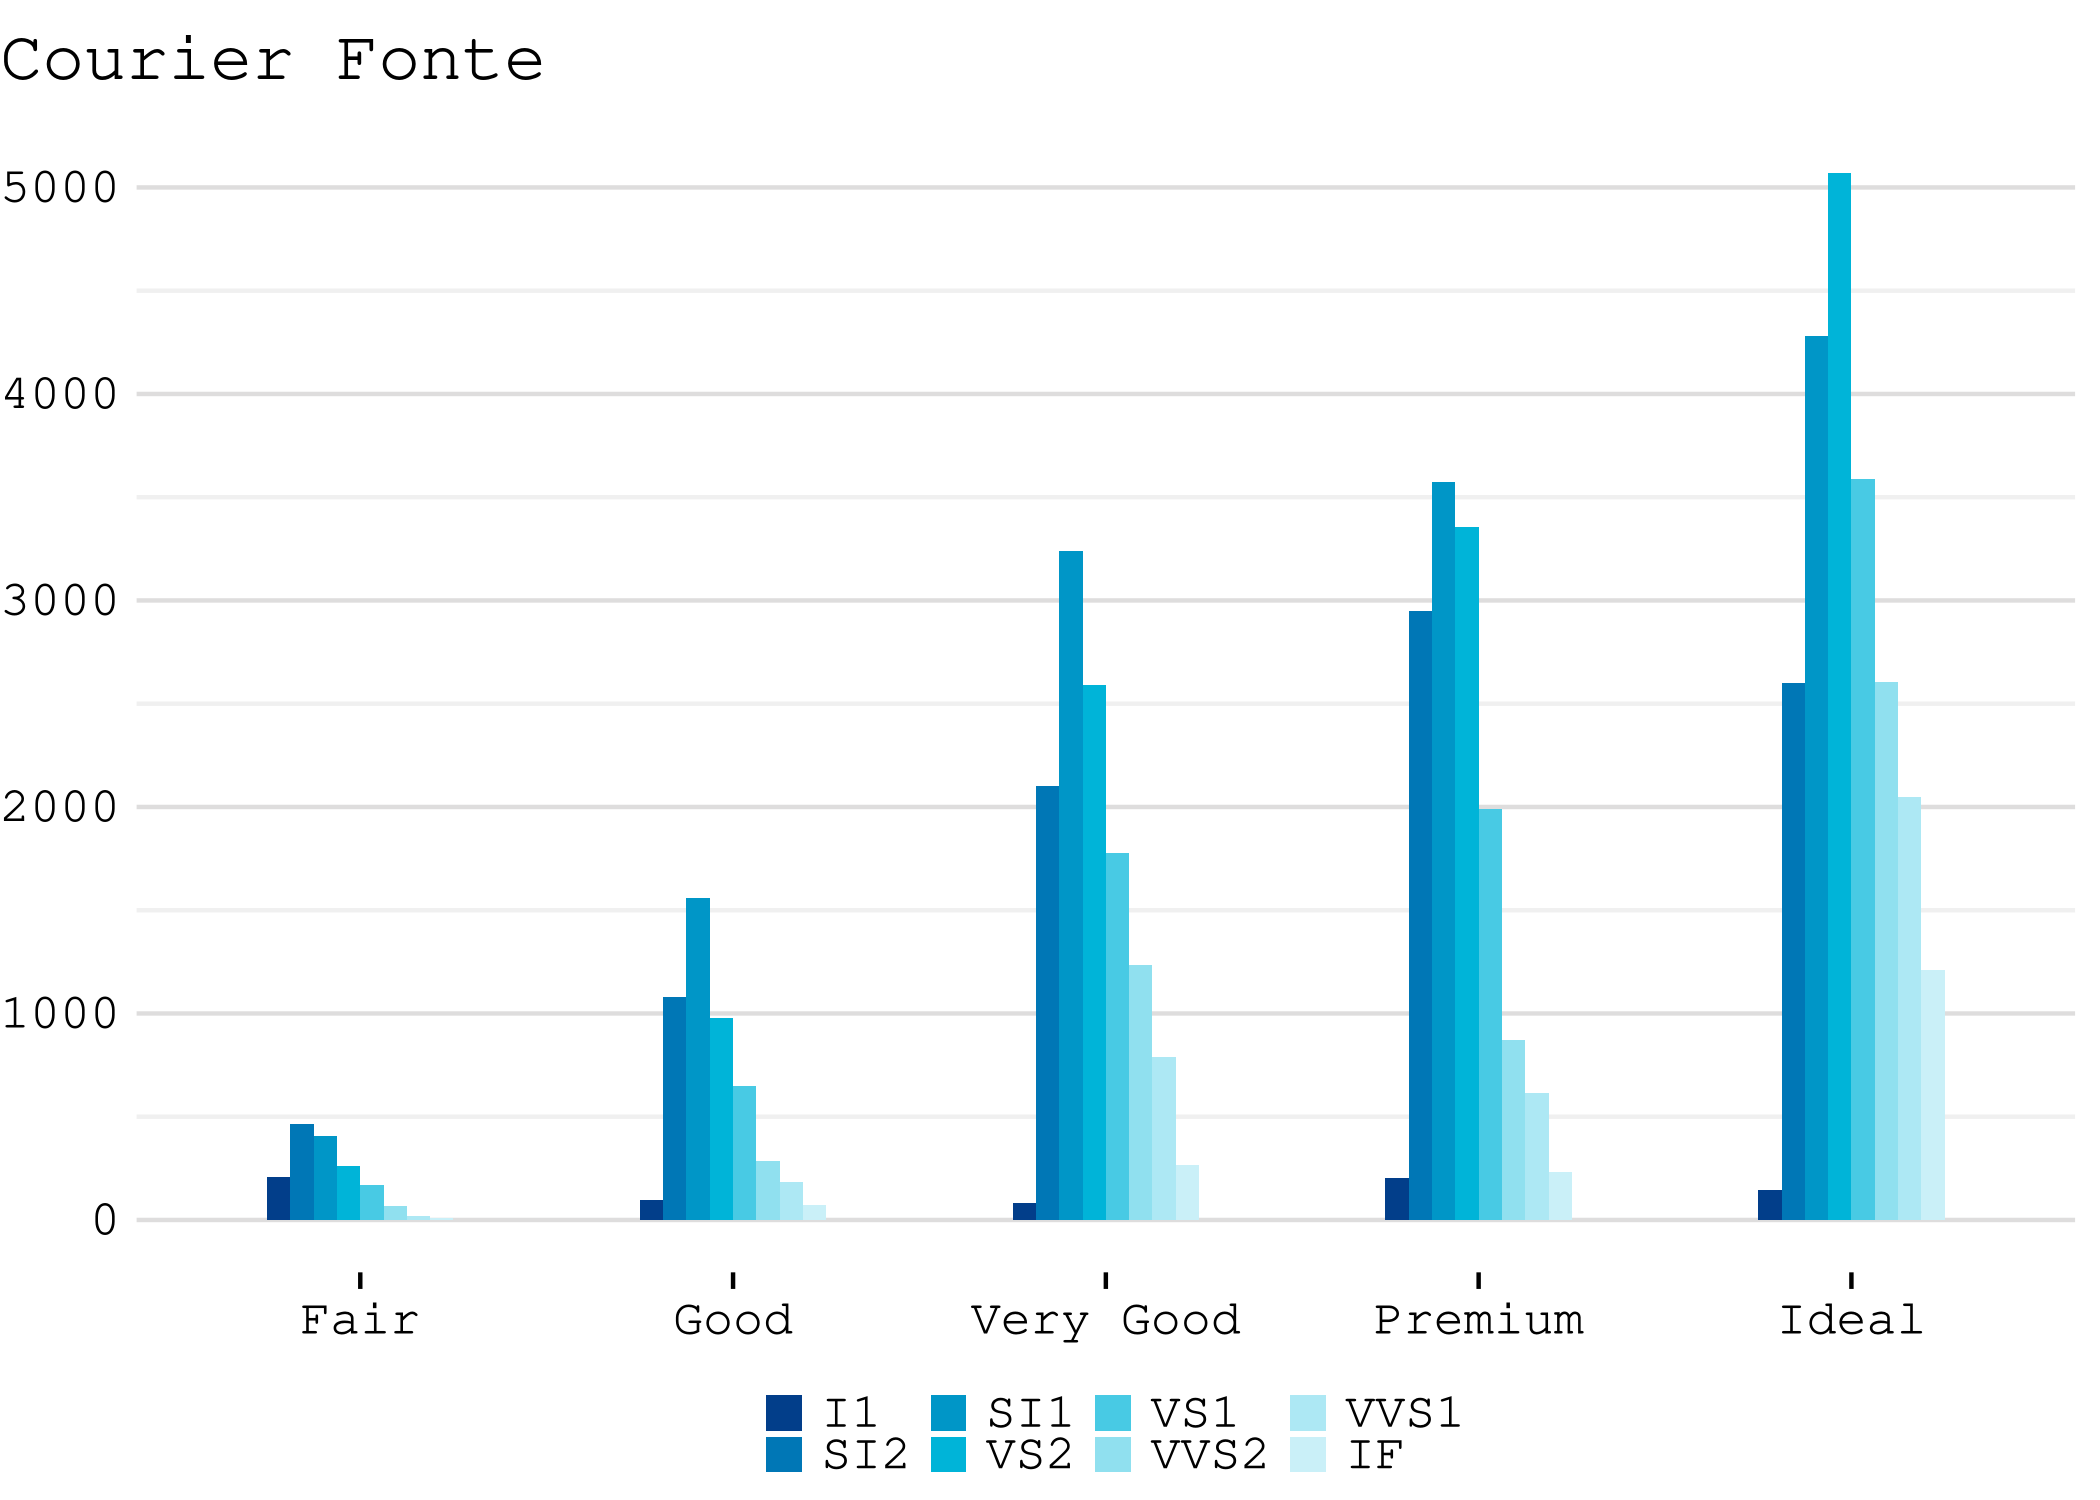 Courier Fonte
5000
4000
3000
2000
1000
0
Fair Good Very Good Premium Ideal
I1 SI1 VS1 VVS1
SI2 VS2 VVS2 IF